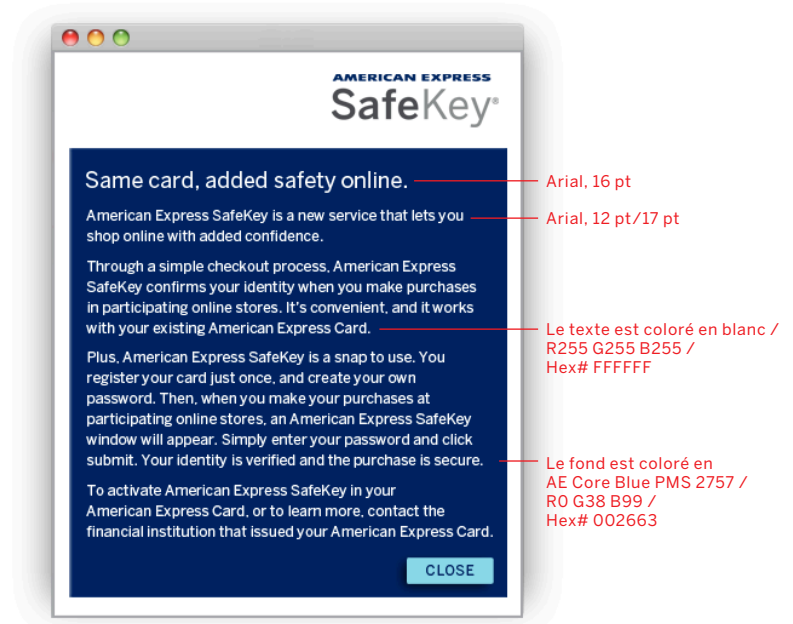 AMERICAN EXPRESS
SafeKey®
Same card, added safety online.
American Express SafeKey is a new service that lets you
shop online with added confidence.
Through a simple checkout process, American Express
SafeKey confirms your identity when you make purchases
in participating online stores. It's convenient, and it works
with your existing American Express Card.
Plus, American Express SafeKey is a snap to use. You
register your card just once, and create your own
password. Then, when you make your purchases at
participating online stores, an American Express SafeKey
window will appear. Simply enter your password and click
submit. Your identity is verified and the purchase is secure.
To activate American Express SafeKey in your
American Express Card, or to learn more, contact the
financial institution that issued your American Express Card.
CLOSE
Arial, 16 pt
Arial, 12 pt/17 pt
Le texte est coloré en blanc /
R255 G255 B255 /
Hex# FFFFFF
Le fond est coloré en
AE Core Blue PMS 2757 /
R0 G38 B99 /
Hex# 002663